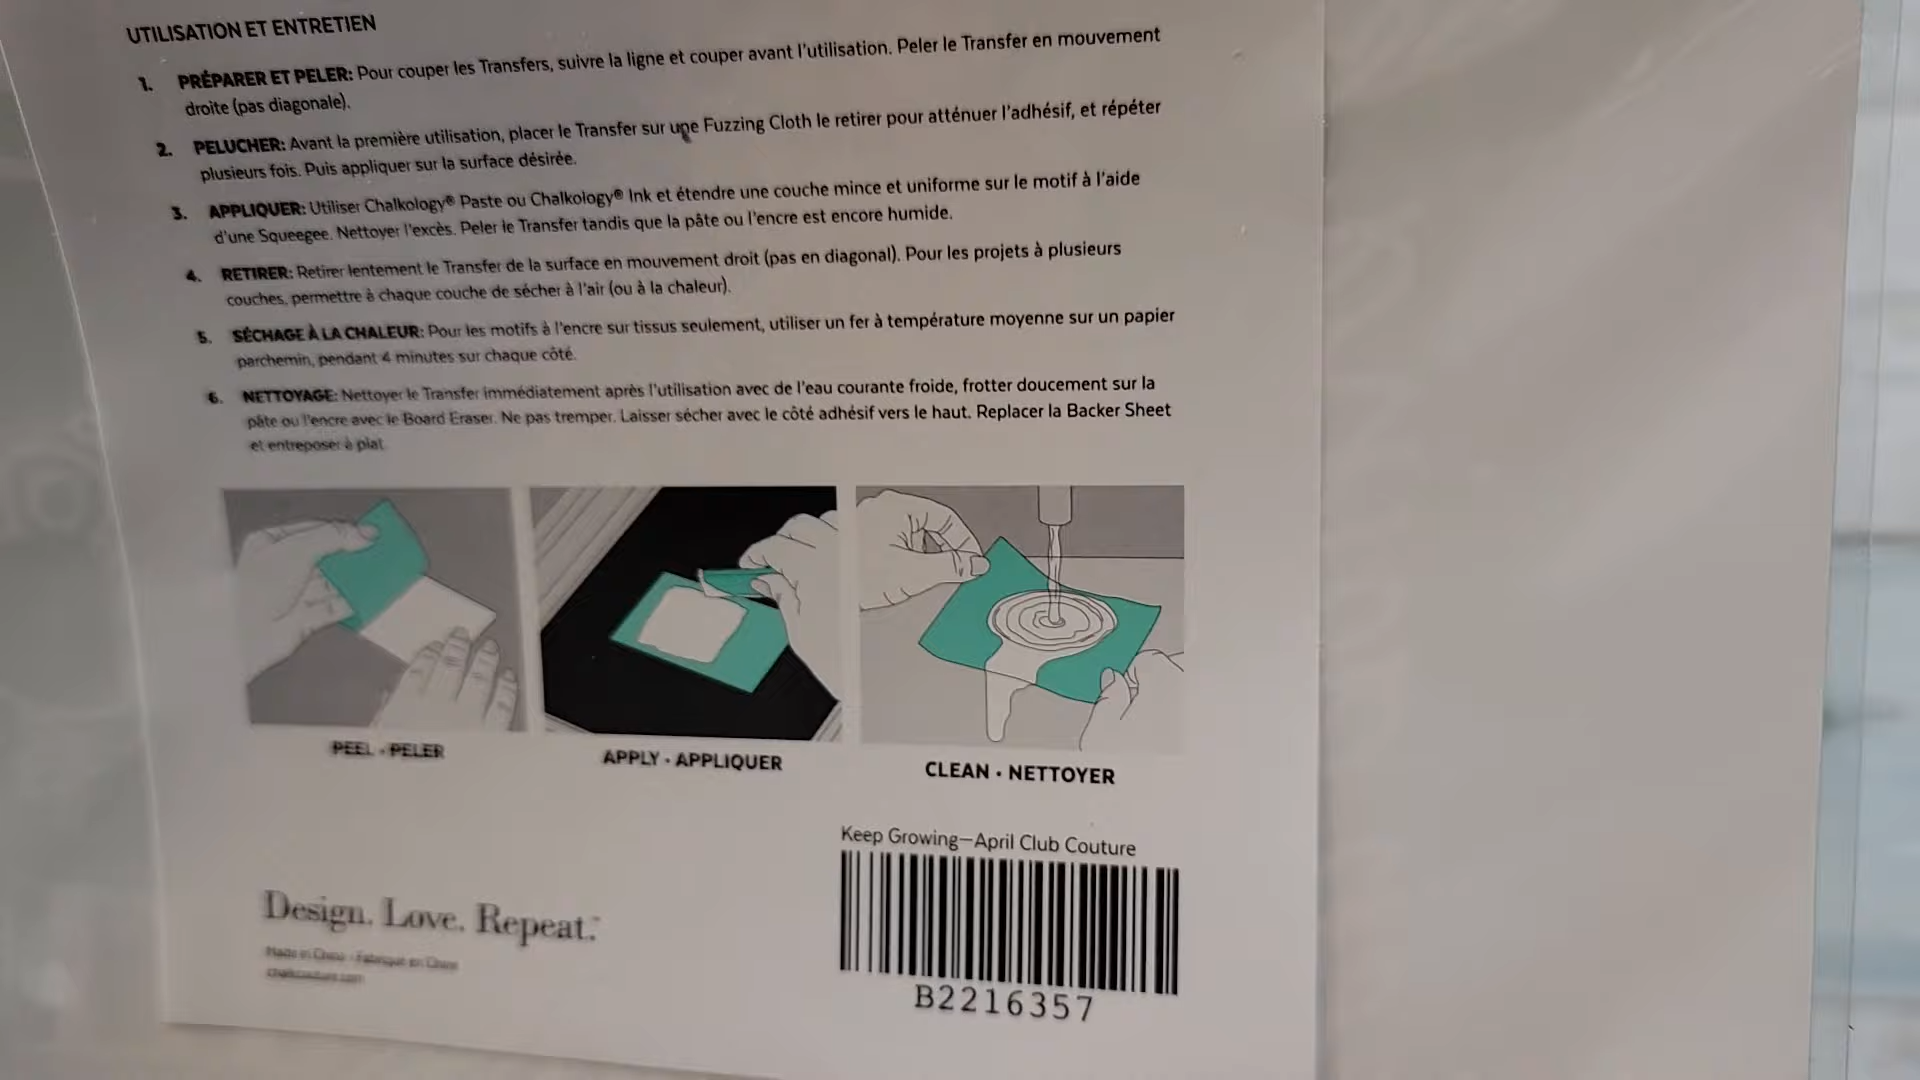 UTILISATION ET ENTRETIEN
1. PRÉPARER ET PELER: Pour couper les Transfers, suivre la ligne et couper avant l'utilisation. Peler le Transfer en mouvement
droite (pas diagonale).
2. PELUCHER: Avant la première utilisation, placer le Transfer sur une Fuzzing Cloth le retirer pour atténuer l'adhésif, et répéter
plusieurs fois. Puis appliquer sur la surface désirée.
3. APPLIQUER: Utiliser Chalkology® Paste ou Chalkology® Ink et étendre une couche mince et uniforme sur le motif à l'aide
d'une Squeegee. Nettoyer l'excès. Peler le Transfer tandis que la pâte ou l'encre est encore humide.
4. RETIRER: Retirer lentement le Transfer de la surface en mouvement droit (pas en diagonal). Pour les projets à plusieurs
couches, permettre à chaque couche de sécher à l'air (ou à la chaleur).
5. SÉCHAGE À LA CHALEUR: Pour les motifs à l'encre sur tissus seulement, utiliser un fer à température moyenne sur un papier
parchemin, pendant 4 minutes sur chaque côté.
6. NETTOYAGE: Nettoyer le Transfer immédiatement après l'utilisation avec de l'eau courante froide, frotter doucement sur la
pâte ou l'encre avec le Board Eraser. Ne pas tremper. Laisser sécher avec le côté adhésif vers le haut. Replacer la Backer Sheet
et entreposer à plat.
PEEL • PELER
APPLY • APPLIQUER
CLEAN • NETTOYER
Keep Growing—April Club Couture
B2216357
Design. Love. Repeat.™
Made in China • Fabriqué en Chine
chalkcouture.com